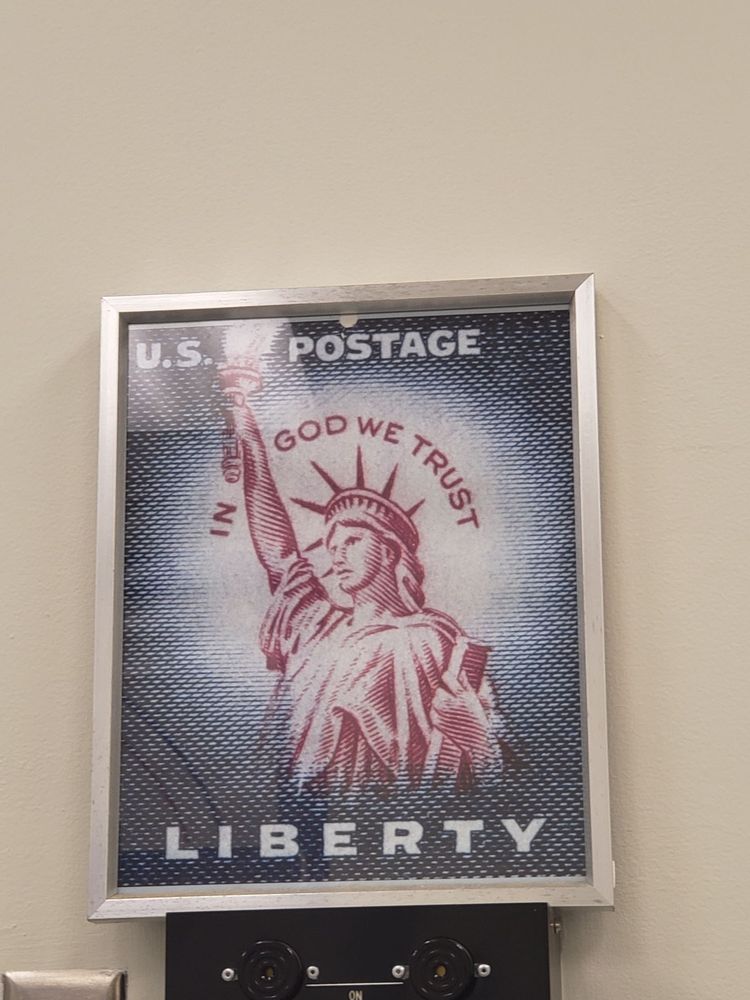 U.S. POSTAGE
IN GOD WE TRUST
LIBERTY
ON